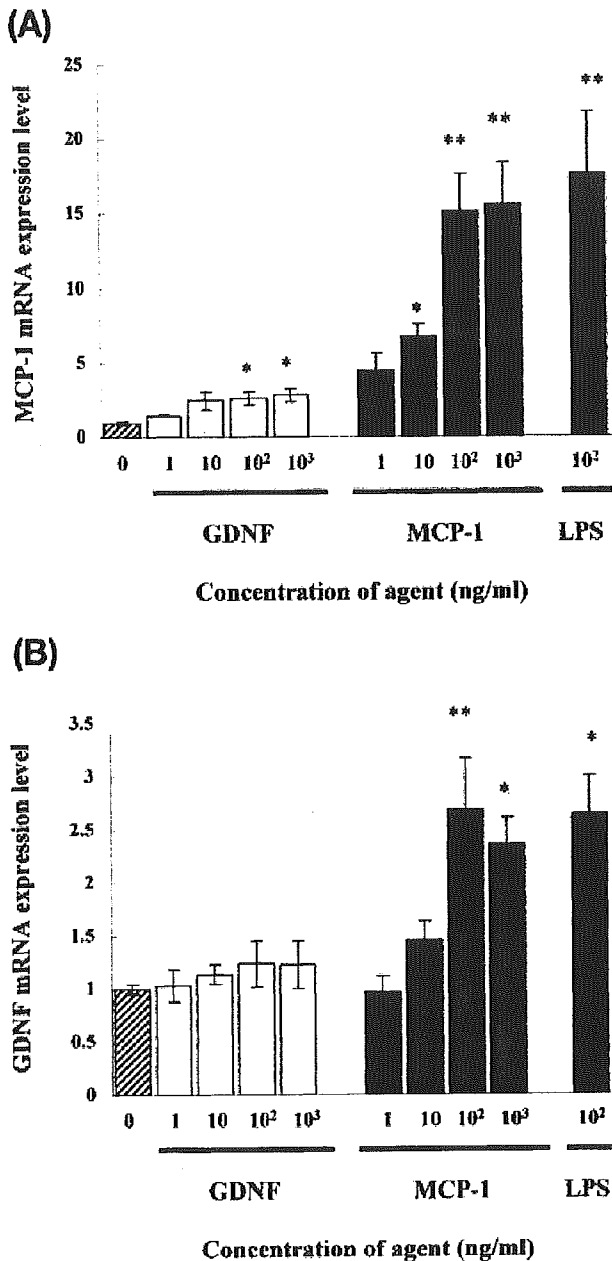 (A)
MCP-1 mRNA expression level
25
20
15
10
5
0
*
*
*
**
**
**
0 1 10 10² 10³ 1 10 10² 10³ 10²
GDNF MCP-1 LPS
Concentration of agent (ng/ml)
(B)
GDNF mRNA expression level
3.5
3
2.5
2
1.5
1
0.5
0
**
*
*
0 1 10 10² 10³ 1 10 10² 10³ 10²
GDNF MCP-1 LPS
Concentration of agent (ng/ml)